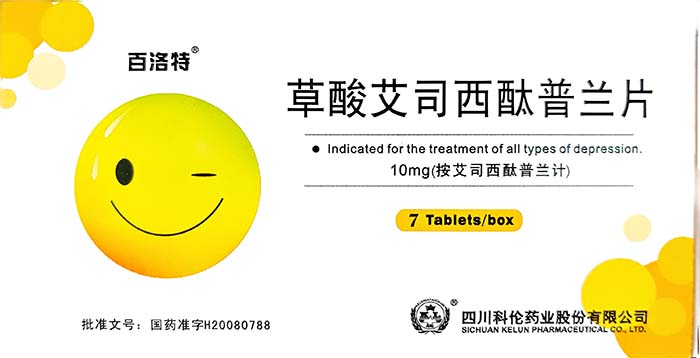 百洛特®
草酸艾司西酞普兰片
● Indicated for the treatment of all types of depression.
10mg(按艾司西酞普兰计)
7 Tablets/box
批准文号：国药准字H20080788
四川科伦药业股份有限公司
SICHUAN KELUN PHARMACEUTICAL CO., LTD.